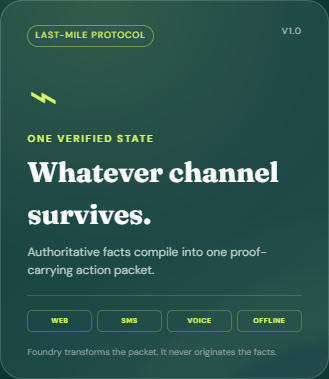 LAST-MILE PROTOCOL
V1.0
ONE VERIFIED STATE
Whatever channel
survives.
Authoritative facts compile into one proof-
carrying action packet.
WEB
SMS
VOICE
OFFLINE
Foundry transforms the packet. It never originates the facts.